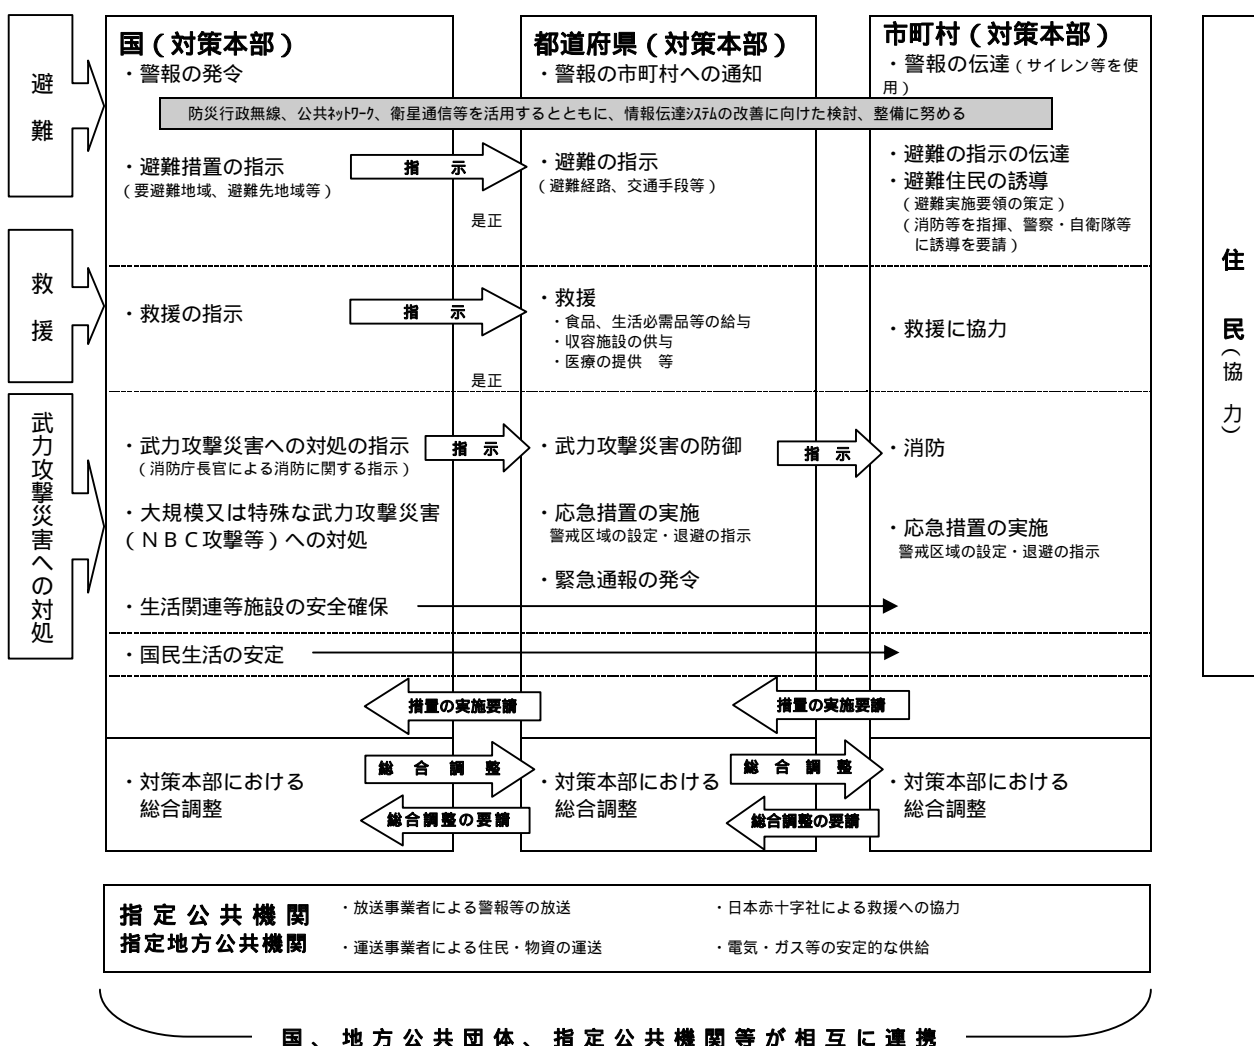 避難
国（対策本部）
・警報の発令
都道府県（対策本部）
・警報の市町村への通知
市町村（対策本部）
・警報の伝達（サイレン等を使
用）
防災行政無線、公共ﾈｯﾄﾜｰｸ、衛星通信等を活用するとともに、情報伝達ｼｽﾃﾑの改善に向けた検討、整備に努める
・避難措置の指示
（要避難地域、避難先地域等）
指 示
是正
・避難の指示
（避難経路、交通手段等）
・避難の指示の伝達
・避難住民の誘導
（避難実施要領の策定）
（消防等を指揮、警察・自衛隊等
に誘導を要請）
救援
・救援の指示
指 示
是正
・救援
・食品、生活必需品等の給与
・収容施設の供与
・医療の提供　等
・救援に協力
武力攻撃災害への対処
・武力攻撃災害への対処の指示
（消防庁長官による消防に関する指示）
指 示
・武力攻撃災害の防御
指 示
・消防
・大規模又は特殊な武力攻撃災害
（ＮＢＣ攻撃等）への対処
・応急措置の実施
警戒区域の設定・退避の指示
・応急措置の実施
警戒区域の設定・退避の指示
・緊急通報の発令
・生活関連等施設の安全確保
・国民生活の安定
措置の実施要請
措置の実施要請
・対策本部における
総合調整
総合調整
総合調整の要請
・対策本部における
総合調整
総合調整
総合調整の要請
・対策本部における
総合調整
住民（協力）
指定公共機関
指定地方公共機関
・放送事業者による警報等の放送
・日本赤十字社による救援への協力
・運送事業者による住民・物資の運送
・電気・ガス等の安定的な供給
国、地方公共団体、指定公共機関等が相互に連携